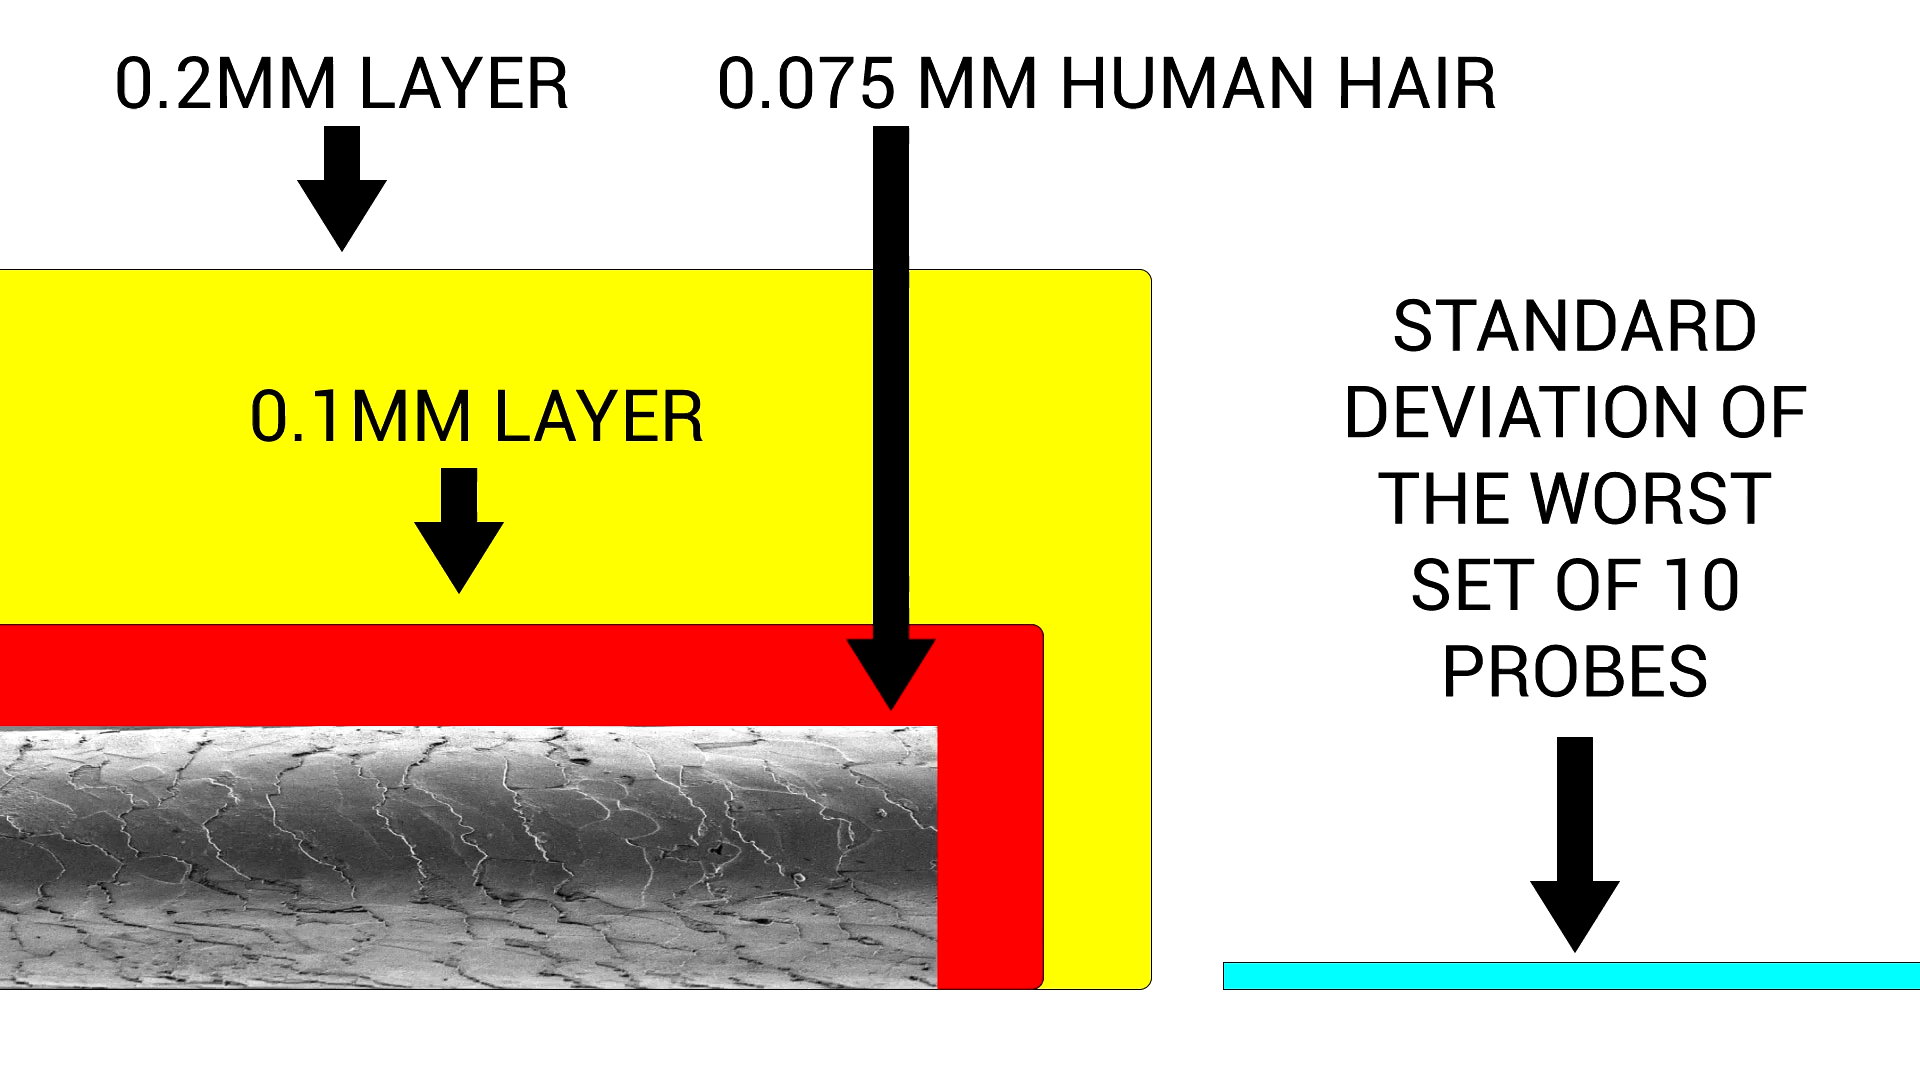 0.2MM LAYER
0.075 MM HUMAN HAIR
0.1MM LAYER
STANDARD
DEVIATION OF
THE WORST
SET OF 10
PROBES